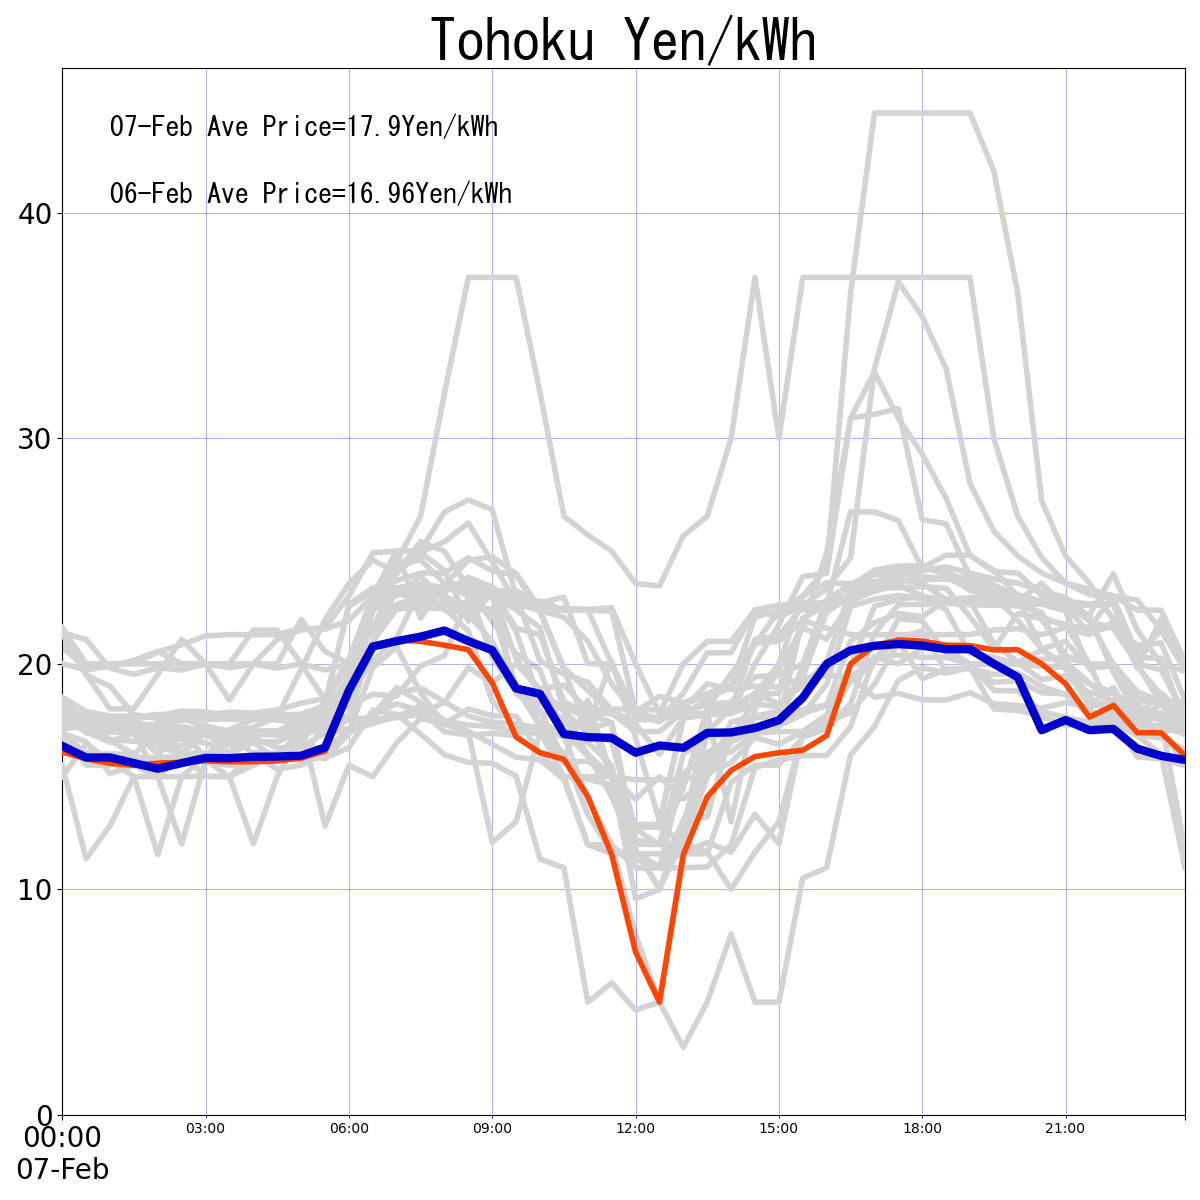 Tohoku Yen/kWh
07-Feb Ave Price=17.9Yen/kWh
06-Feb Ave Price=16.96Yen/kWh
40
30
20
10
0
00:00 03:00 06:00 09:00 12:00 15:00 18:00 21:00
07-Feb